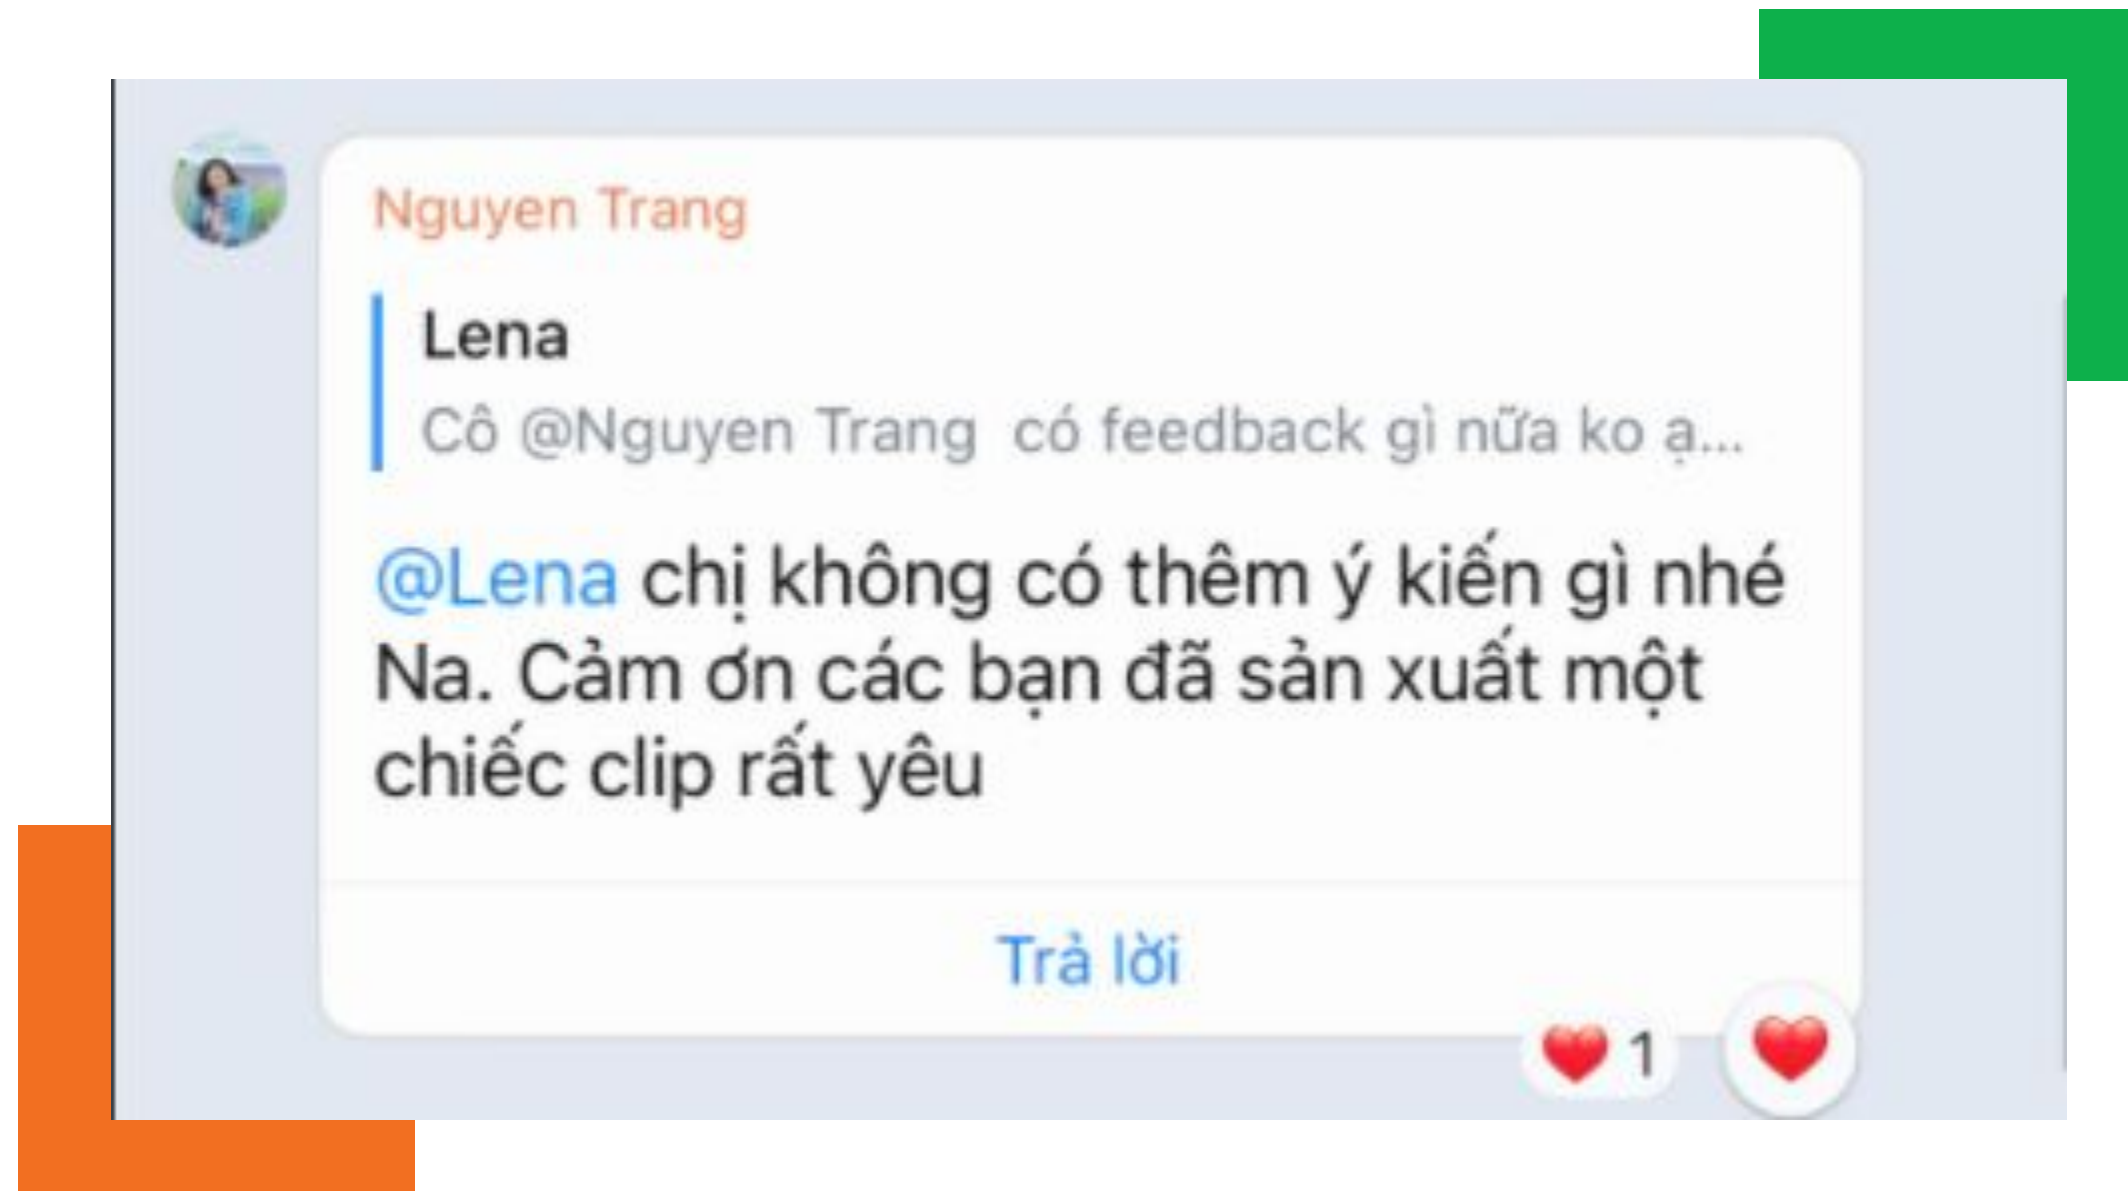 Nguyen Trang
Lena
Cô @Nguyen Trang có feedback gì nữa ko ạ...
@Lena chị không có thêm ý kiến gì nhé
Na. Cảm ơn các bạn đã sản xuất một
chiếc clip rất yêu
Trả lời
1